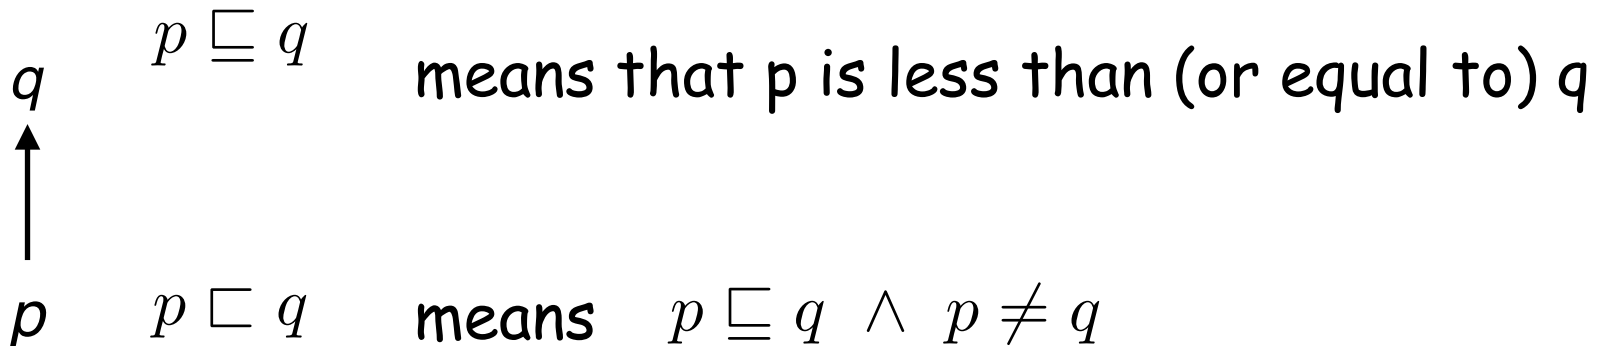 p ⊑ q
q means that p is less than (or equal to) q
p p ⊏ q means p ⊑ q ∧ p ≠ q